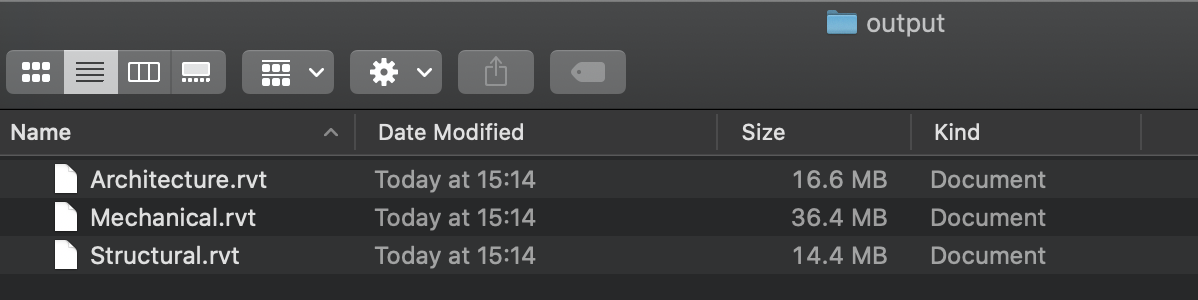 output
Name Date Modified Size Kind
Architecture.rvt Today at 15:14 16.6 MB Document
Mechanical.rvt Today at 15:14 36.4 MB Document
Structural.rvt Today at 15:14 14.4 MB Document